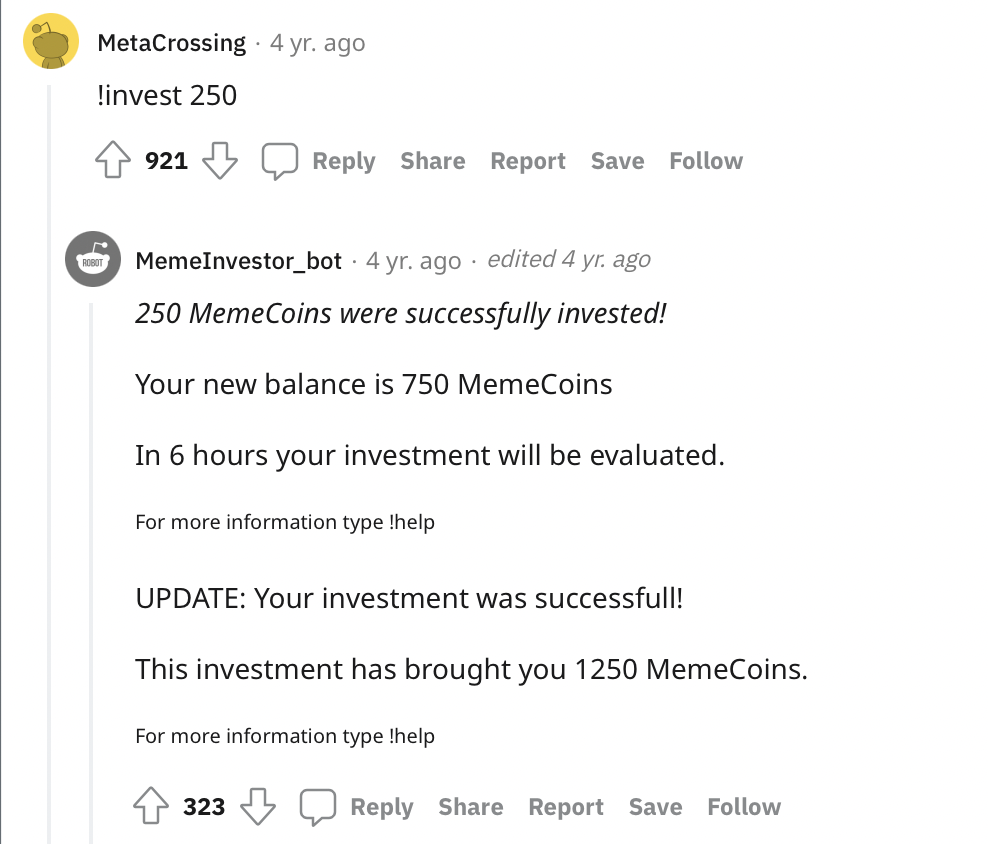 MetaCrossing · 4 yr. ago
!invest 250
921 Reply Share Report Save Follow
ROBOT
MemeInvestor_bot · 4 yr. ago · edited 4 yr. ago
250 MemeCoins were successfully invested!
Your new balance is 750 MemeCoins
In 6 hours your investment will be evaluated.
For more information type !help
UPDATE: Your investment was successfull!
This investment has brought you 1250 MemeCoins.
For more information type !help
323 Reply Share Report Save Follow